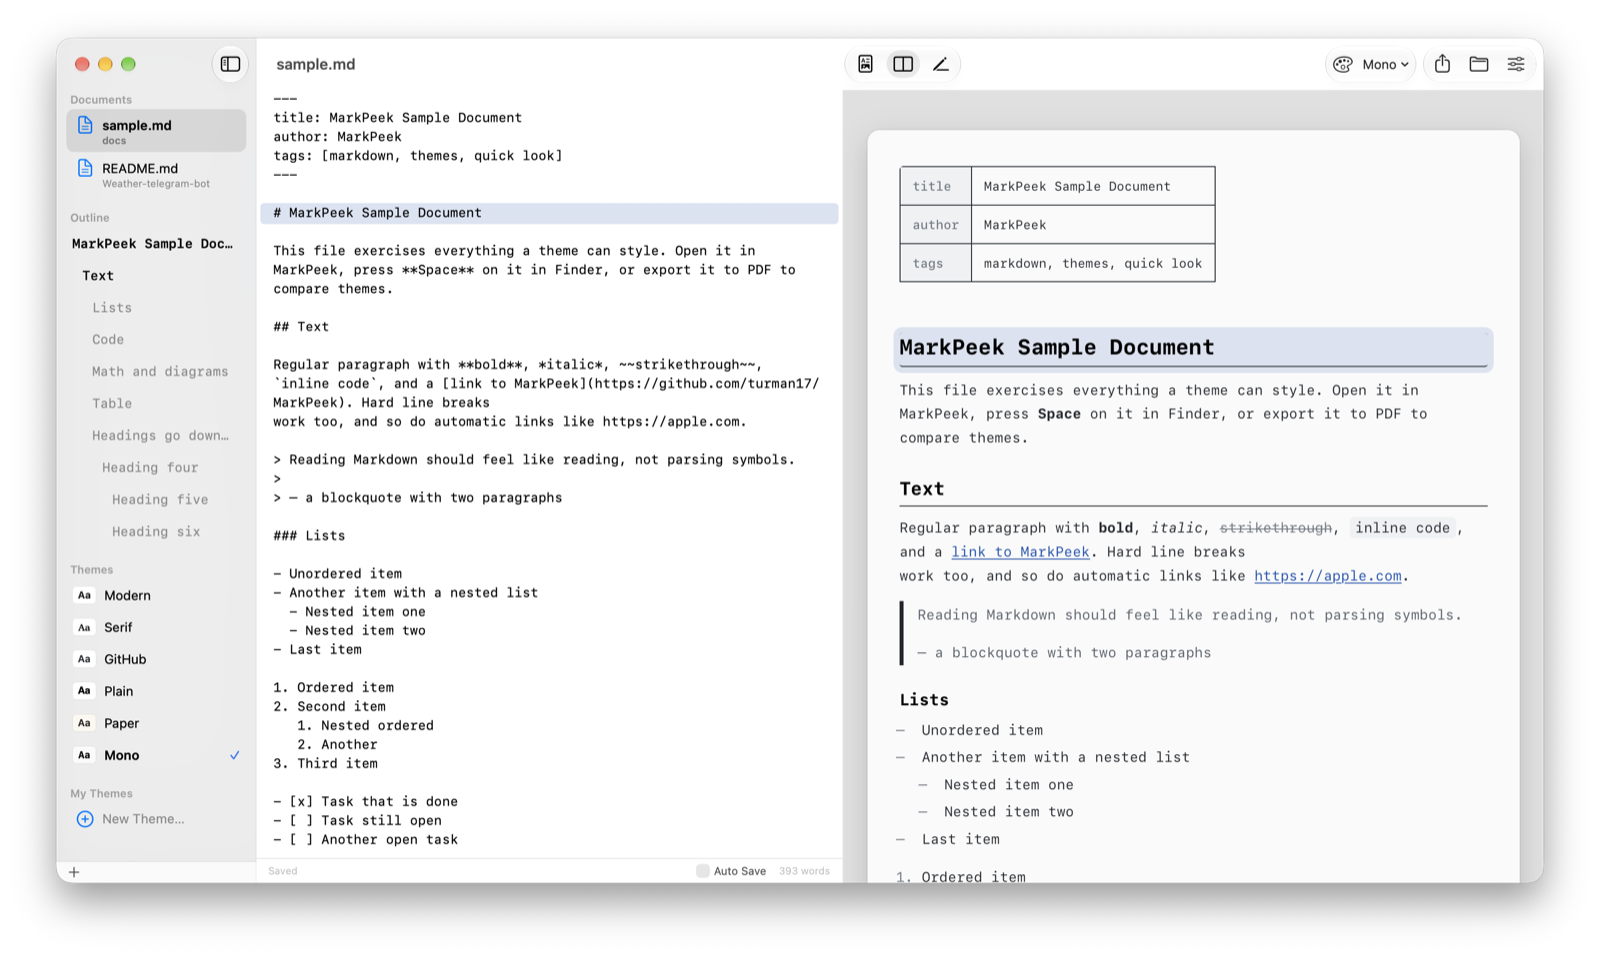 Documents
sample.md
docs
README.md
Weather-telegram-bot
Outline
MarkPeek Sample Doc…
Text
Lists
Code
Math and diagrams
Table
Headings go down…
Heading four
Heading five
Heading six
Themes
Aa Modern
Aa Serif
Aa GitHub
Aa Plain
Aa Paper
Aa Mono
My Themes
New Theme…
sample.md
---
title: MarkPeek Sample Document
author: MarkPeek
tags: [markdown, themes, quick look]
---
# MarkPeek Sample Document
This file exercises everything a theme can style. Open it in
MarkPeek, press **Space** on it in Finder, or export it to PDF to
compare themes.
## Text
Regular paragraph with **bold**, *italic*, ~~strikethrough~~,
`inline code`, and a [link to MarkPeek](https://github.com/turman17/
MarkPeek). Hard line breaks
work too, and so do automatic links like https://apple.com.
> Reading Markdown should feel like reading, not parsing symbols.
>
> — a blockquote with two paragraphs
### Lists
- Unordered item
- Another item with a nested list
- Nested item one
- Nested item two
- Last item
1. Ordered item
2. Second item
1. Nested ordered
2. Another
3. Third item
- [x] Task that is done
- [ ] Task still open
- [ ] Another open task
Saved
Auto Save
393 words
Mono
title MarkPeek Sample Document
author MarkPeek
tags markdown, themes, quick look
MarkPeek Sample Document
This file exercises everything a theme can style. Open it in
MarkPeek, press Space on it in Finder, or export it to PDF to
compare themes.
Text
Regular paragraph with bold, italic, strikethrough, inline code,
and a link to MarkPeek. Hard line breaks
work too, and so do automatic links like https://apple.com.
Reading Markdown should feel like reading, not parsing symbols.
— a blockquote with two paragraphs
Lists
— Unordered item
— Another item with a nested list
— Nested item one
— Nested item two
— Last item
1. Ordered item